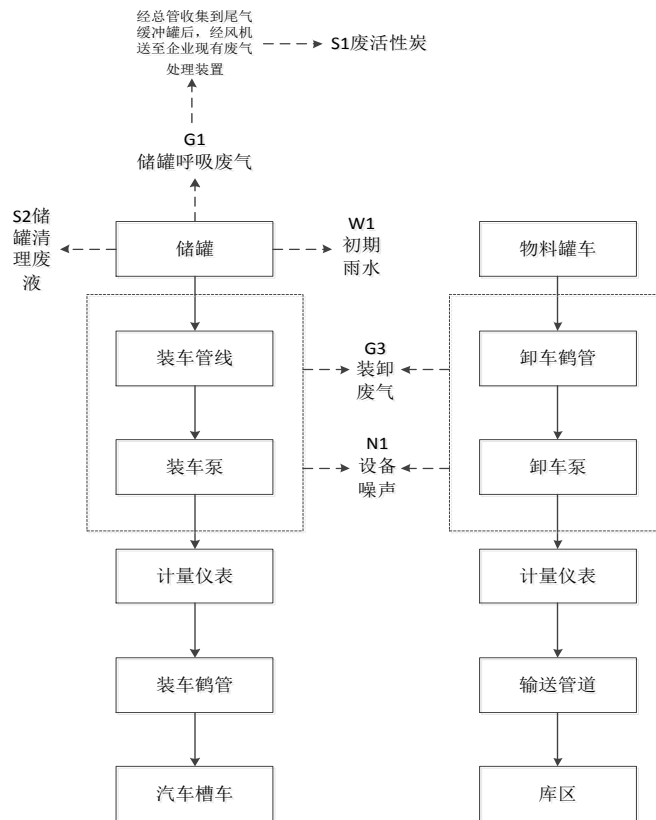 经总管收集到尾气
缓冲罐后，经风机
送至企业现有废气
处理装置
S1废活性炭
G1
储罐呼吸废气
S2储
罐清
理废
液
储罐
W1
初期
雨水
物料罐车
装车管线
G3
装卸
废气
卸车鹤管
装车泵
N1
设备
噪声
卸车泵
计量仪表
计量仪表
装车鹤管
输送管道
汽车槽车
库区